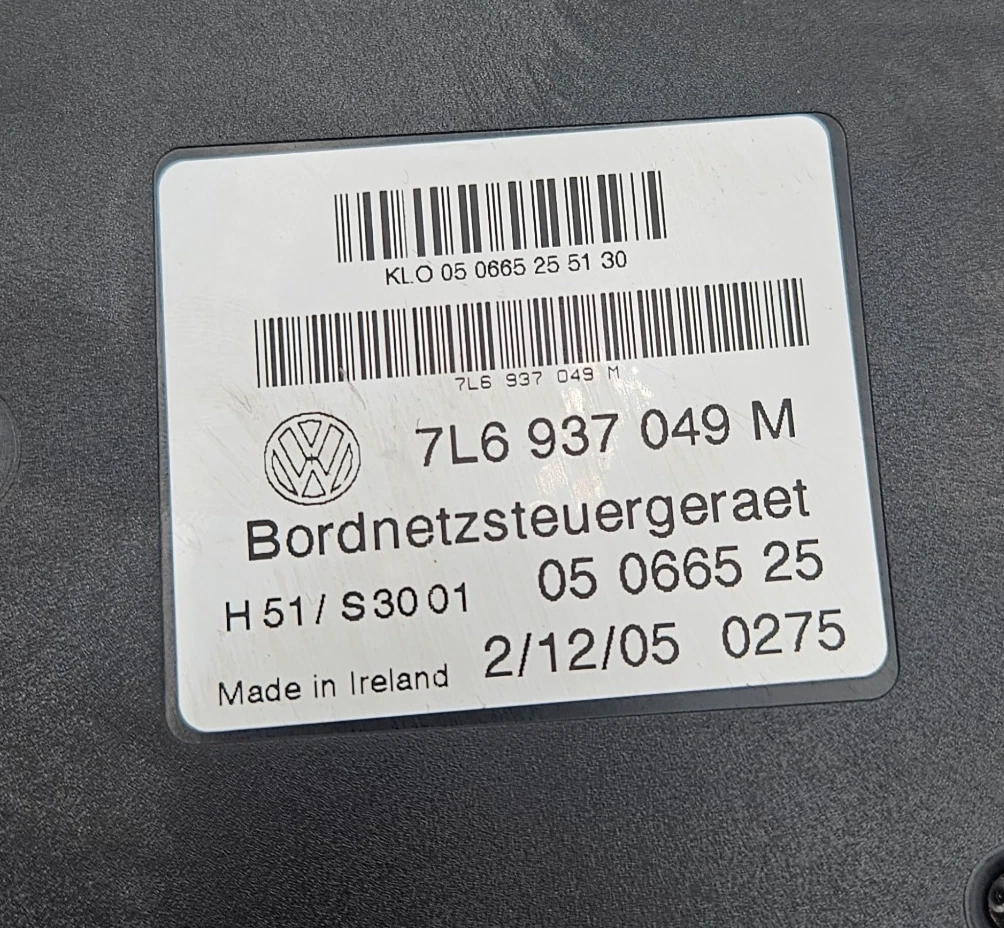 KLO 05 0665 25 51 30
7L6 937 049 M
7L6 937 049 M
Bordnetzsteuergeraet
H 51 / S 30 01 05 0665 25
Made in Ireland 2/12/05 0275